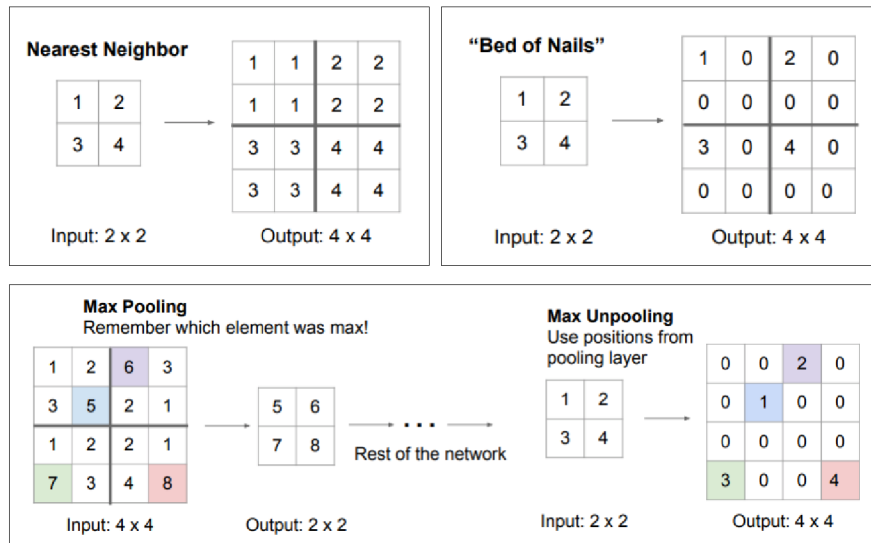 Nearest Neighbor
1 2
3 4
Input: 2 x 2
1 1 2 2
1 1 2 2
3 3 4 4
3 3 4 4
Output: 4 x 4
“Bed of Nails”
1 2
3 4
Input: 2 x 2
1 0 2 0
0 0 0 0
3 0 4 0
0 0 0 0
Output: 4 x 4
Max Pooling
Remember which element was max!
1 2 6 3
3 5 2 1
1 2 2 1
7 3 4 8
Input: 4 x 4
5 6
7 8
Output: 2 x 2
...
Rest of the network
Max Unpooling
Use positions from
pooling layer
1 2
3 4
Input: 2 x 2
0 0 2 0
0 1 0 0
0 0 0 0
3 0 0 4
Output: 4 x 4